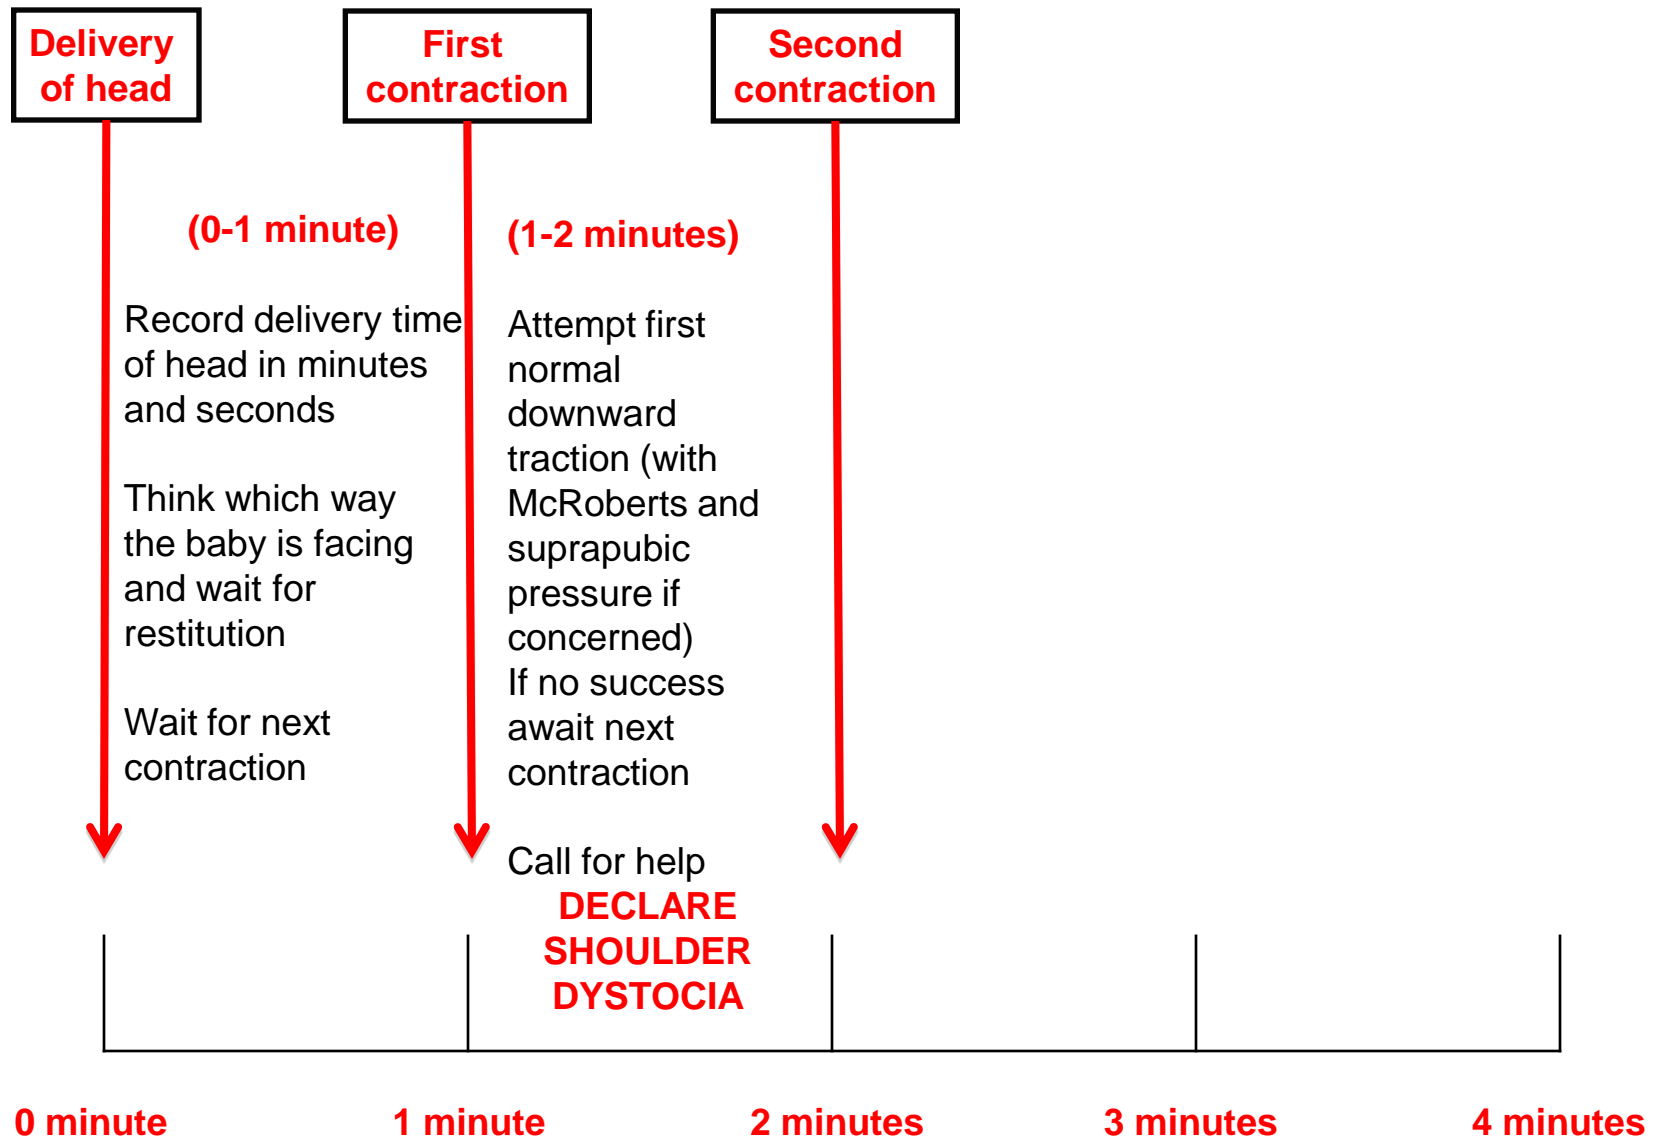 Delivery
of head
First
contraction
Second
contraction
(0-1 minute)
Record delivery time
of head in minutes
and seconds
Think which way
the baby is facing
and wait for
restitution
Wait for next
contraction
(1-2 minutes)
Attempt first
normal
downward
traction (with
McRoberts and
suprapubic
pressure if
concerned)
If no success
await next
contraction
Call for help
DECLARE
SHOULDER
DYSTOCIA
0 minute
1 minute
2 minutes
3 minutes
4 minutes